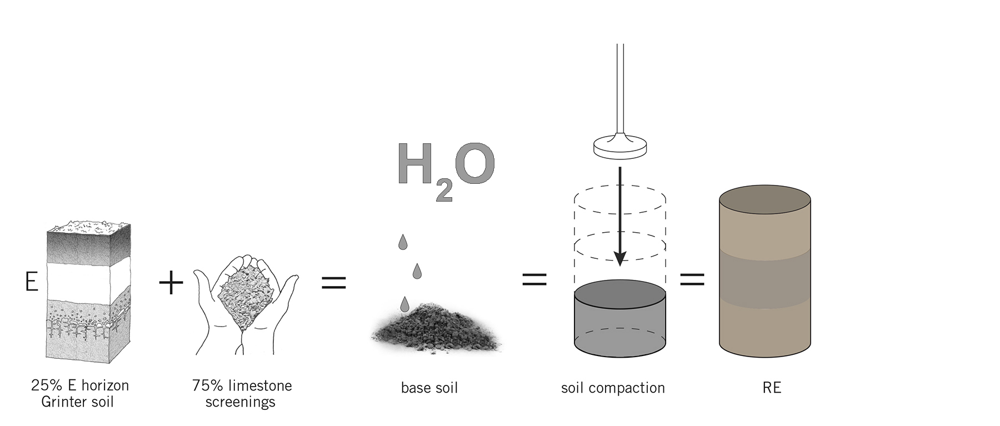 H₂O
E
+
=
=
=
25% E horizon
Grinter soil
75% limestone
screenings
base soil
soil compaction
RE